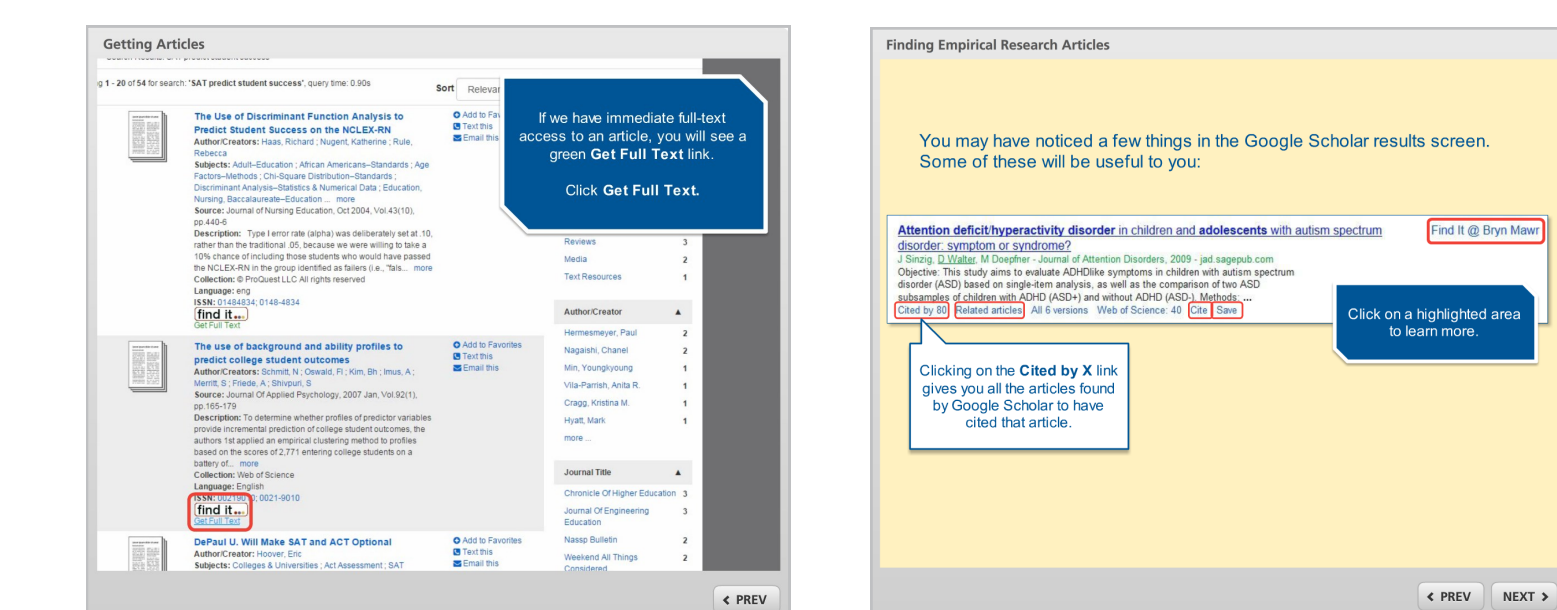 Getting Articles
g 1 - 20 of 54 for search: 'SAT predict student success', query time: 0.90s
Sort Relevan
If we have immediate full-text
access to an article, you will see a
green Get Full Text link.
Click Get Full Text.
The Use of Discriminant Function Analysis to
Predict Student Success on the NCLEX-RN
Author/Creators: Haas, Richard ; Nugent, Katherine ; Rule,
Rebecca
Subjects: Adult–Education ; African Americans–Standards ; Age
Factors–Methods ; Chi-Square Distribution–Standards ;
Discriminant Analysis–Statistics & Numerical Data ; Education,
Nursing, Baccalaureate–Education ... more
Source: Journal of Nursing Education, Oct 2004, Vol.43(10),
pp.440-6
Description: Type I error rate (alpha) was deliberately set at .10,
rather than the traditional .05, because we were willing to take a
10% chance of including those students who would have passed
the NCLEX-RN in the group identified as failers (i.e., "fals... more
Collection: © ProQuest LLC All rights reserved
Language: eng
ISSN: 01484834; 0148-4834
find it...
Get Full Text
Add to Fav
Text this
Email this
The use of background and ability profiles to
predict college student outcomes
Author/Creators: Schmitt, N ; Oswald, Fl ; Kim, Bh ; Imus, A ;
Merritt, S ; Friede, A ; Shivpuri, S
Source: Journal Of Applied Psychology, 2007 Jan, Vol.92(1),
pp.165-179
Description: To determine whether profiles of predictor variables
provide incremental prediction of college student outcomes, the
authors 1st applied an empirical clustering method to profiles
based on the scores of 2,771 entering college students on a
battery of... more
Collection: Web of Science
Language: English
ISSN: 00219010; 0021-9010
find it...
Get Full Text
Add to Favorites
Text this
Email this
DePaul U. Will Make SAT and ACT Optional
Author/Creator: Hoover, Eric
Subjects: Colleges & Universities ; Act Assessment ; SAT
Add to Favorites
Text this
Email this
Reviews 3
Media 2
Text Resources 1
Author/Creator ▲
Hermesmeyer, Paul 2
Nagaishi, Chanel 2
Min, Youngkyoung 1
Vila-Parrish, Anita R. 1
Cragg, Kristina M. 1
Hyatt, Mark 1
more ...
Journal Title ▲
Chronicle Of Higher Education 3
Journal Of Engineering 3
Education
Nassp Bulletin 2
Weekend All Things 2
Considered
PREV
Finding Empirical Research Articles
You may have noticed a few things in the Google Scholar results screen.
Some of these will be useful to you:
Attention deficit/hyperactivity disorder in children and adolescents with autism spectrum
disorder: symptom or syndrome?
Find It @ Bryn Mawr
J Sinzig, D Walter, M Doepfner - Journal of Attention Disorders, 2009 - jad.sagepub.com
Objective: This study aims to evaluate ADHDlike symptoms in children with autism spectrum
disorder (ASD) based on single-item analysis, as well as the comparison of two ASD
subsamples of children with ADHD (ASD+) and without ADHD (ASD-). Methods: ...
Cited by 80 Related articles All 6 versions Web of Science: 40 Cite Save
Click on a highlighted area
to learn more.
Clicking on the Cited by X link
gives you all the articles found
by Google Scholar to have
cited that article.
PREV NEXT